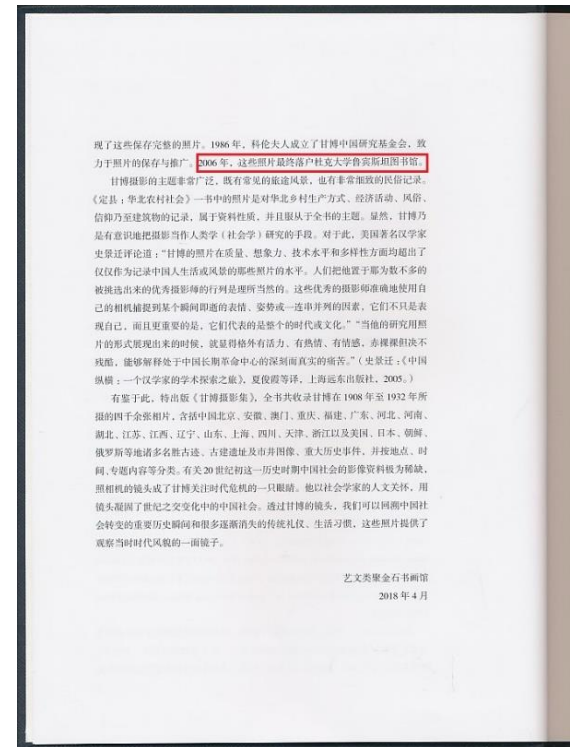 现了这些保存完整的照片。1986 年，科伦夫人成立了甘博中国研究基金会，致
力于照片的保存与推广。2006 年，这些照片最终落户杜克大学鲁宾斯坦图书馆。
甘博摄影的主题非常广泛，既有常见的旅途风景，也有非常细致的民俗记录。
《定县：华北农村社会》一书中的照片是对华北乡村生产方式、经济活动、风俗、
信仰乃至建筑物的记录，属于资料性质，并且服从于全书的主题。显然，甘博乃
是有意识地把摄影当作人类学（社会学）研究的手段。对于此，美国著名汉学家
史景迁评论道：“甘博的照片在质量、想象力、技术水平和多样性方面均超出了
仅仅作为记录中国人生活或风景的那些照片的水平。人们把他置于那为数不多的
被挑选出来的优秀摄影师的行列是理所当然的。这些优秀的摄影师准确地使用自
己的相机捕捉到某个瞬间即逝的表情、姿势或一连串并列的因素，它们不只是表
现自己，而且更重要的是，它们代表的是整个的时代或文化。”“当他的研究用照
片的形式展现出来的时候，就显得格外有活力、有热情、有情感，赤裸裸但决不
残酷，能够解释处于中国长期革命中心的深刻而真实的痛苦。”（史景迁：《中国
纵横：一个汉学家的学术探索之旅》，夏俊霞等译，上海远东出版社，2005。）
有鉴于此，特出版《甘博摄影集》，全书共收录甘博在 1908 年至 1932 年所
摄的四千余张相片，含括中国北京、安徽、澳门、重庆、福建、广东、河北、河南、
湖北、江苏、江西、辽宁、山东、上海、四川、天津、浙江以及美国、日本、朝鲜、
俄罗斯等地诸多名胜古迹、古建遗址及市井图像、重大历史事件，并按地点、时
间、专题内容等分类。有关 20 世纪初这一历史时期中国社会的影像资料极为稀缺，
照相机的镜头成了甘博关注时代危机的一只眼睛。他以社会学家的人文关怀，用
镜头凝固了世纪之交变化中的中国社会。透过甘博的镜头，我们可以回溯中国社
会转变的重要历史瞬间和很多逐渐消失的传统礼仪、生活习惯，这些照片提供了
观察当时时代风貌的一面镜子。
艺文类聚金石书画馆
2018 年 4 月